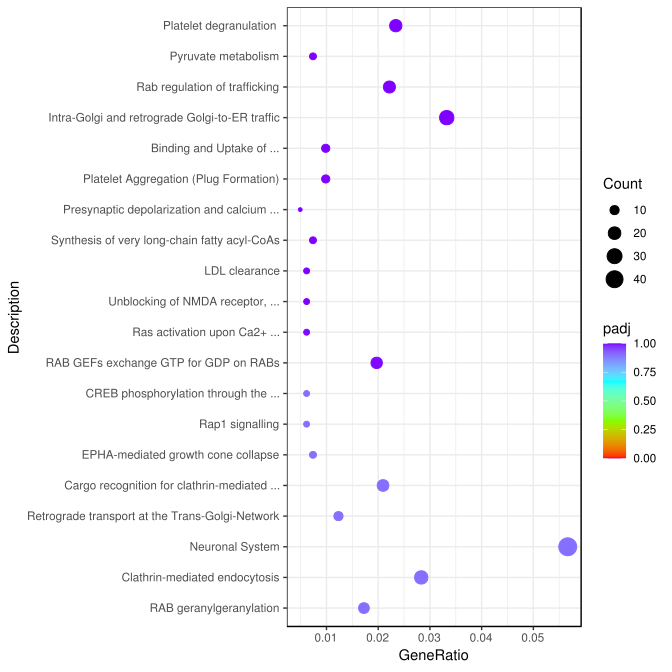 Platelet degranulation
Pyruvate metabolism
Rab regulation of trafficking
Intra-Golgi and retrograde Golgi-to-ER traffic
Binding and Uptake of ...
Platelet Aggregation (Plug Formation)
Presynaptic depolarization and calcium ...
Synthesis of very long-chain fatty acyl-CoAs
LDL clearance
Unblocking of NMDA receptor, ...
Ras activation upon Ca2+ ...
RAB GEFs exchange GTP for GDP on RABs
CREB phosphorylation through the ...
Rap1 signalling
EPHA-mediated growth cone collapse
Cargo recognition for clathrin-mediated ...
Retrograde transport at the Trans-Golgi-Network
Neuronal System
Clathrin-mediated endocytosis
RAB geranylgeranylation
Description
0.01 0.02 0.03 0.04 0.05
GeneRatio
Count
10
20
30
40
padj
1.00
0.75
0.50
0.25
0.00